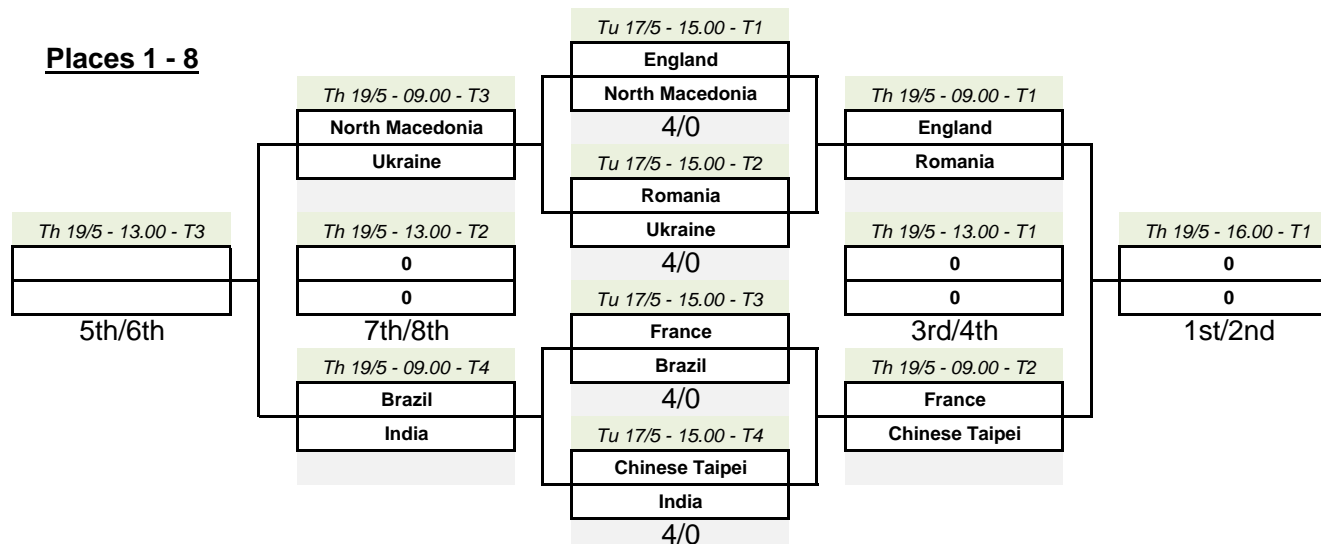 Tu 17/5 - 15.00 - T1
Places 1 - 8
England
Th 19/5 - 09.00 - T3
North Macedonia
Th 19/5 - 09.00 - T1
North Macedonia
4/0
England
Ukraine
Tu 17/5 - 15.00 - T2
Romania
Romania
Th 19/5 - 13.00 - T3
Th 19/5 - 13.00 - T2
Ukraine
Th 19/5 - 13.00 - T1
Th 19/5 - 16.00 - T1
0
4/0
0
0
0
Tu 17/5 - 15.00 - T3
0
0
5th/6th
7th/8th
France
3rd/4th
1st/2nd
Th 19/5 - 09.00 - T4
Brazil
Th 19/5 - 09.00 - T2
Brazil
4/0
France
India
Tu 17/5 - 15.00 - T4
Chinese Taipei
Chinese Taipei
India
4/0